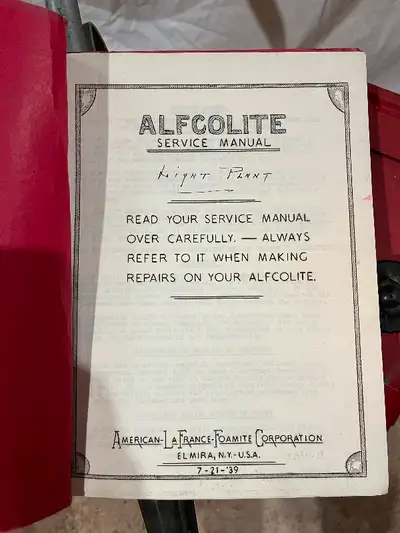 ALFCOLITE
SERVICE MANUAL
Light Plant
READ YOUR SERVICE MANUAL
OVER CAREFULLY. — ALWAYS
REFER TO IT WHEN MAKING
REPAIRS ON YOUR ALFCOLITE.
AMERICAN-LAFRANCE-FOAMITE CORPORATION
ELMIRA, N.Y.-U.S.A.
7-21-'39